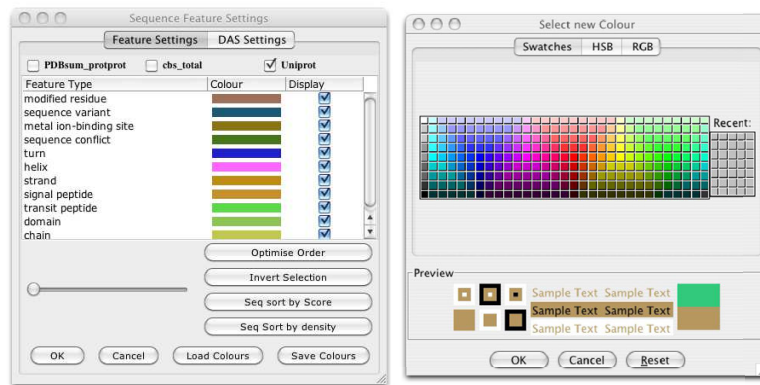 Sequence Feature Settings
Feature Settings DAS Settings
PDBsum_protprot cbs_total Uniprot
Feature Type Colour Display
modified residue
sequence variant
metal ion-binding site
sequence conflict
turn
helix
strand
signal peptide
transit peptide
domain
chain
Optimise Order
Invert Selection
Seq sort by Score
Seq Sort by density
OK Cancel Load Colours Save Colours
Select new Colour
Swatches HSB RGB
Recent:
Preview
Sample Text Sample Text
Sample Text Sample Text
Sample Text Sample Text
OK Cancel Reset